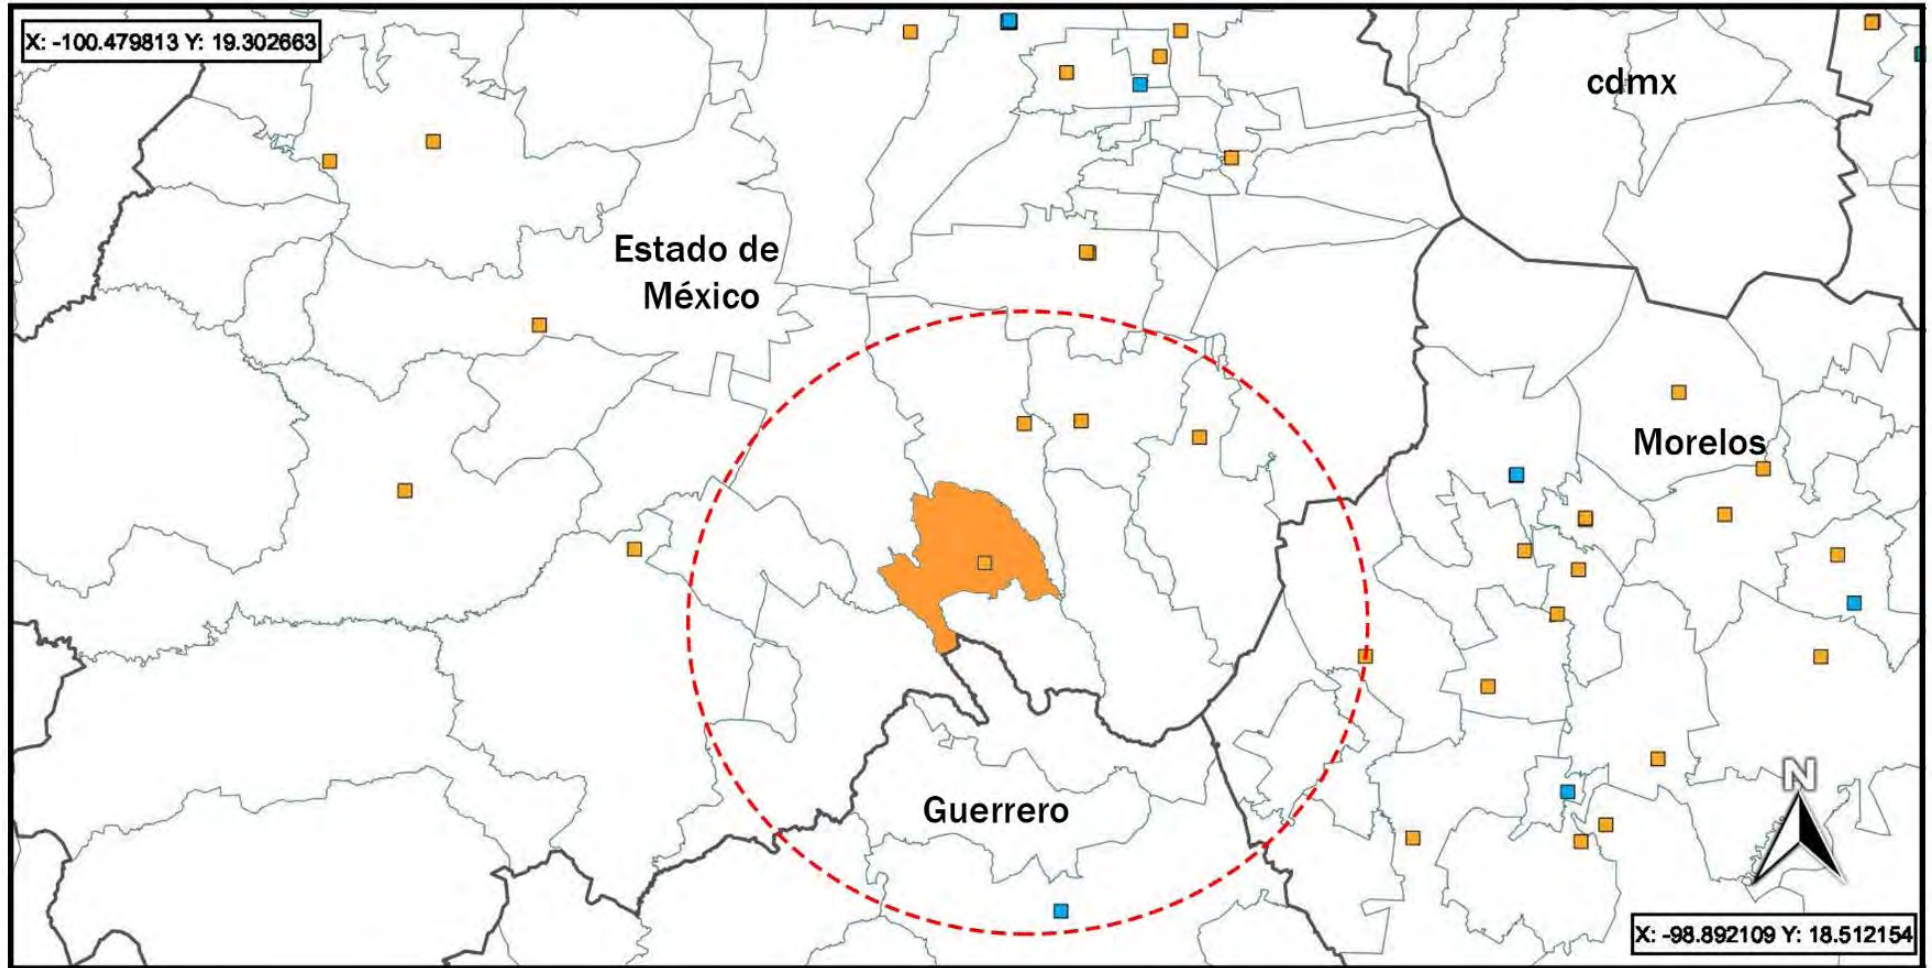 X: -100.479813 Y: 19.302663
cdmx
Estado de
México
Morelos
Guerrero
N
X: -98.892109 Y: 18.512154